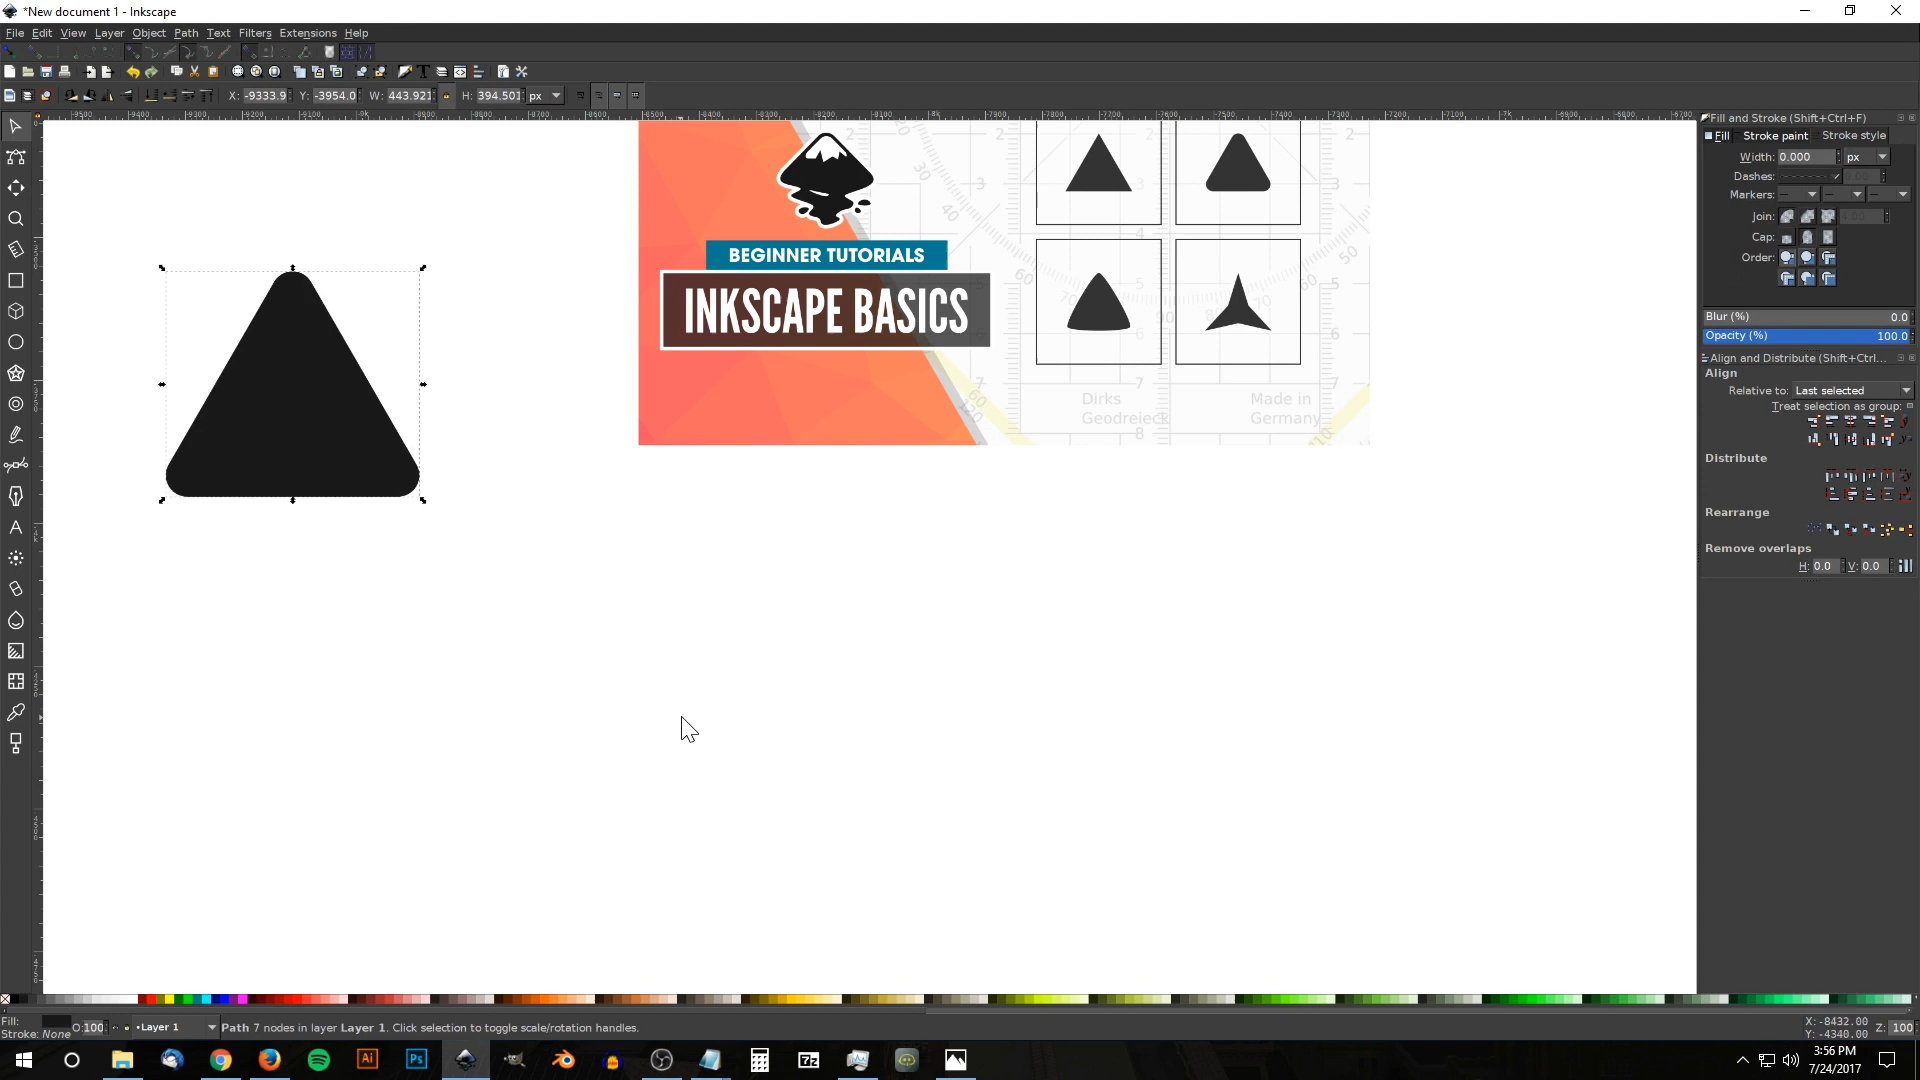 *New document 1 - Inkscape
File Edit View Layer Object Path Text Filters Extensions Help
X: -9333.9 Y: -3954.0 W: 443.921 H: 394.501 px
Fill and Stroke (Shift+Ctrl+F)
Fill Stroke paint Stroke style
Width: 0.000 px
Dashes:
Markers:
Join:
Cap:
Order:
Blur (%) 0.0
Opacity (%) 100.0
Align and Distribute (Shift+Ctrl...
Align
Relative to: Last selected
Treat selection as group:
Distribute
Rearrange
Remove overlaps
H: 0.0 V: 0.0
BEGINNER TUTORIALS
INKSCAPE BASICS
Dirks
Geodreieck
Made in
Germany
Fill:
Stroke: None
O: 100
•Layer 1
Path 7 nodes in layer Layer 1. Click selection to toggle scale/rotation handles.
X:-8432.00
Y:-4340.00
Z: 100
Ai
Ps
7z
3:56 PM
7/24/2017